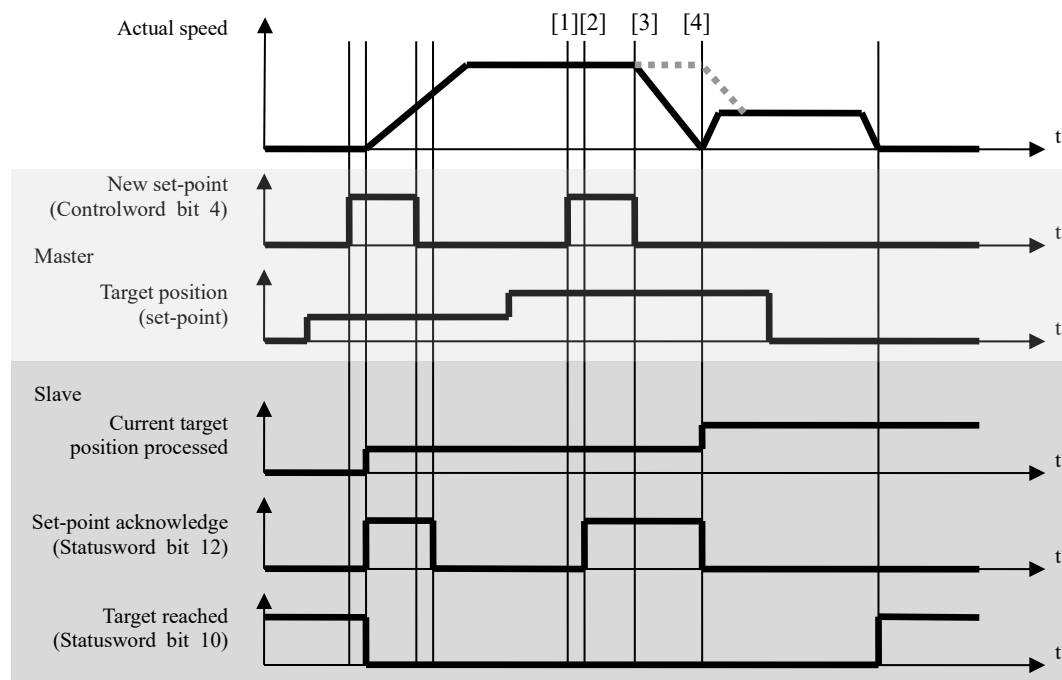 Actual speed
[1][2] [3] [4]
t
New set-point
(Controlword bit 4)
t
Master
Target position
(set-point)
t
Slave
Current target
position processed
t
Set-point acknowledge
(Statusword bit 12)
t
Target reached
(Statusword bit 10)
t